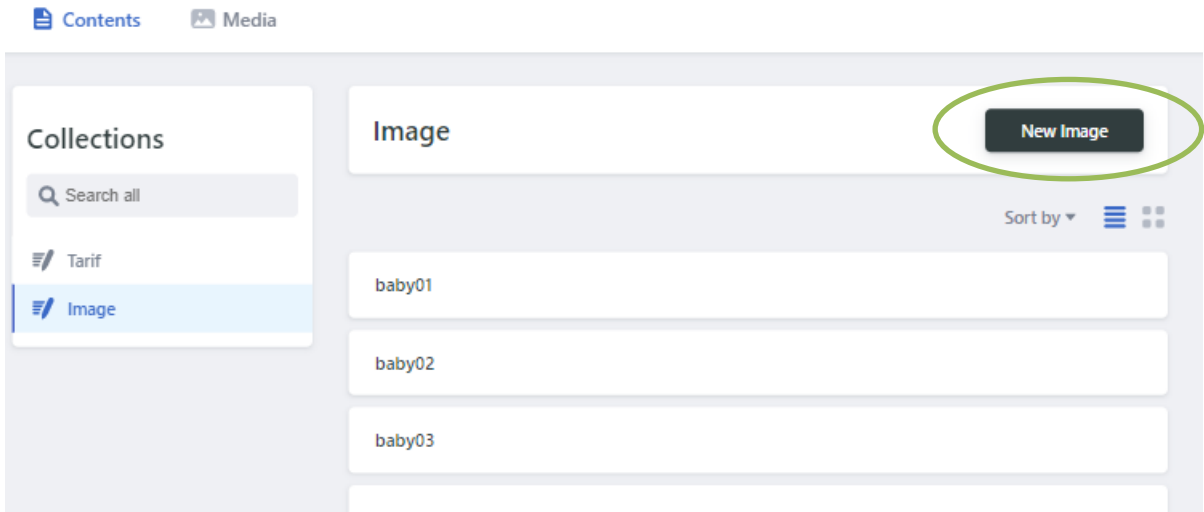 Contents Media
Collections
Search all
Tarif
Image
Image
New Image
Sort by
baby01
baby02
baby03